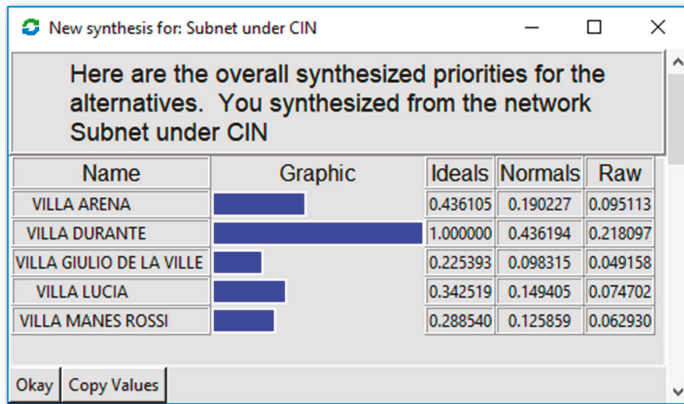 New synthesis for: Subnet under CIN
Here are the overall synthesized priorities for the
alternatives. You synthesized from the network
Subnet under CIN
Name Graphic Ideals Normals Raw
VILLA ARENA 0.436105 0.190227 0.095113
VILLA DURANTE 1.000000 0.436194 0.218097
VILLA GIULIO DE LA VILLE 0.225393 0.098315 0.049158
VILLA LUCIA 0.342519 0.149405 0.074702
VILLA MANES ROSSI 0.288540 0.125859 0.062930
Okay Copy Values